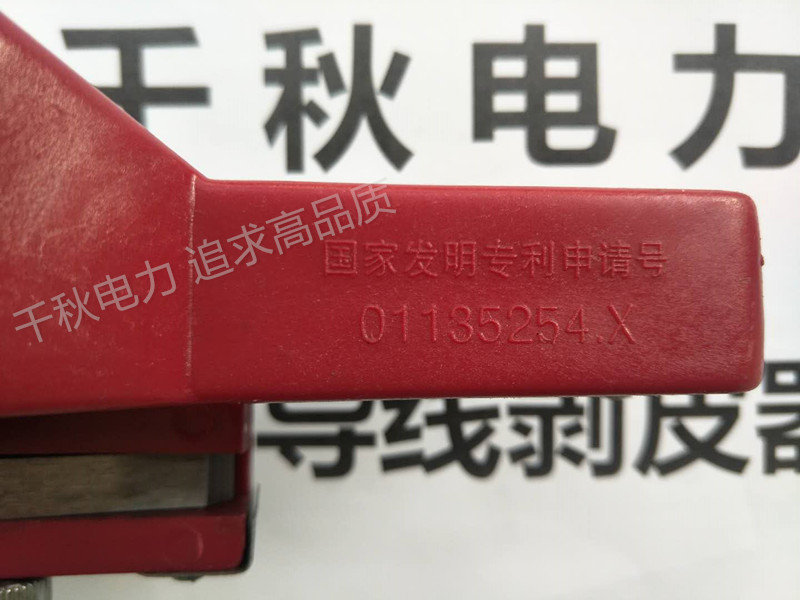 千秋电力
千秋电力 追求高品质
国家发明专利申请号
01135254.X
导线剥皮器